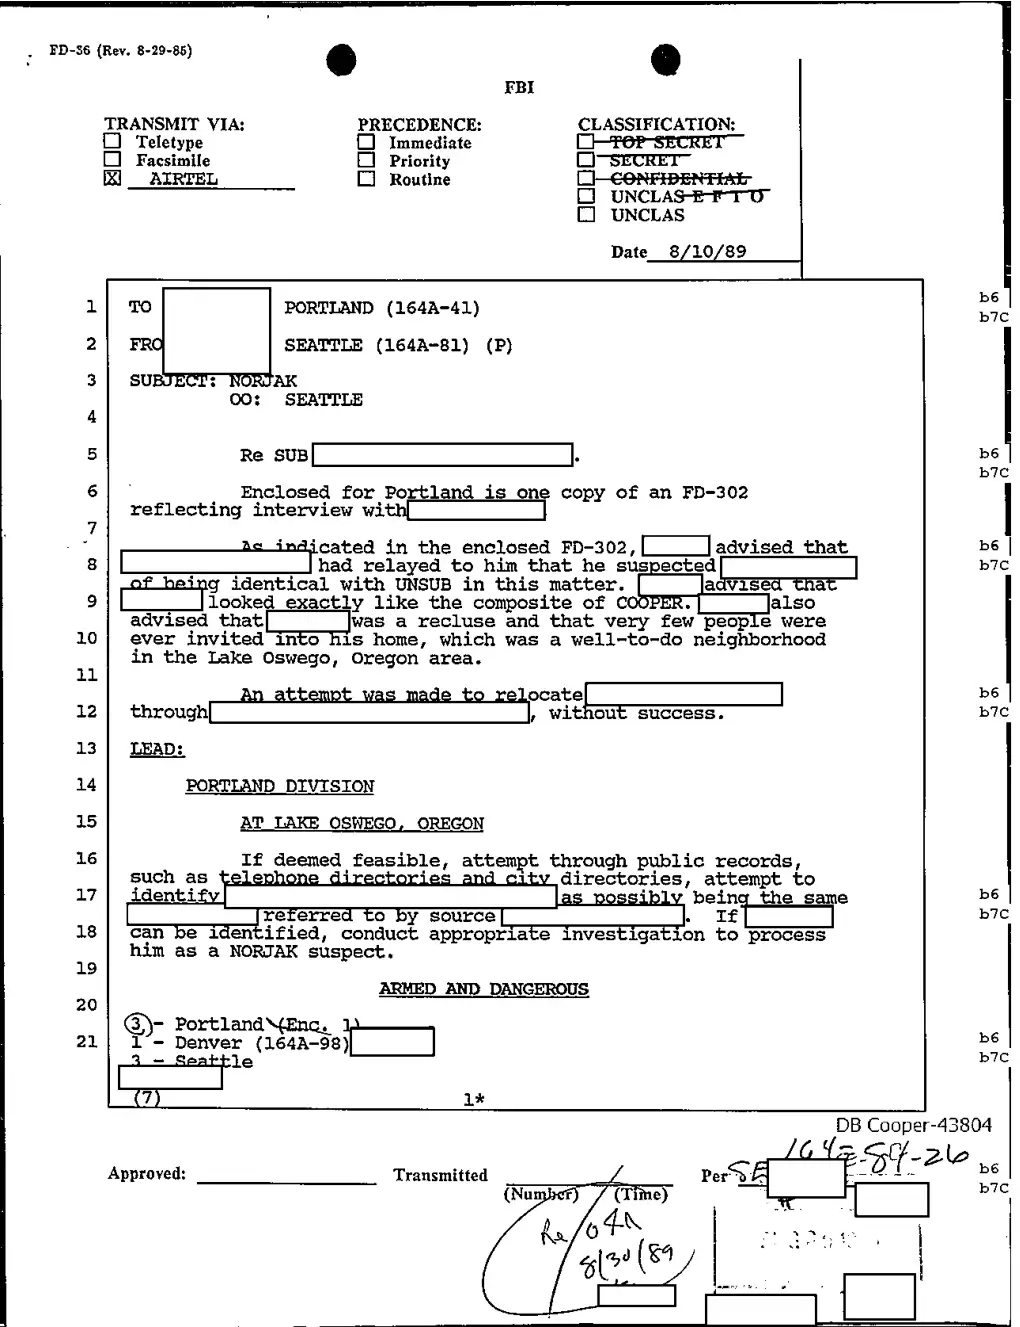 FD-36 (Rev. 8-29-85)
FBI
TRANSMIT VIA:
Teletype
Facsimile
AIRTEL
PRECEDENCE:
Immediate
Priority
Routine
CLASSIFICATION:
TOP SECRET
SECRET
CONFIDENTIAL
UNCLAS E F T O
UNCLAS
Date 8/10/89
1 TO PORTLAND (164A-41)
b6
b7C
2 FRO SEATTLE (164A-81) (P)
3 SUBJECT: NORJAK
OO: SEATTLE
4
5 Re SUB .
b6
b7C
6 Enclosed for Portland is one copy of an FD-302
reflecting interview with
7
As indicated in the enclosed FD-302, advised that
b6
8 had relayed to him that he suspected
b7C
of being identical with UNSUB in this matter. advised that
9 looked exactly like the composite of COOPER. also
advised that was a recluse and that very few people were
10 ever invited into his home, which was a well-to-do neighborhood
in the Lake Oswego, Oregon area.
11
An attempt was made to relocate
b6
12 through , without success.
b7C
13 LEAD:
14 PORTLAND DIVISION
15 AT LAKE OSWEGO, OREGON
16 If deemed feasible, attempt through public records,
such as telephone directories and city directories, attempt to
17 identify as possibly being the same
b6
referred to by source . If
b7C
18 can be identified, conduct appropriate investigation to process
him as a NORJAK suspect.
19
ARMED AND DANGEROUS
20
3 - Portland (Enc. 1)
21 1 - Denver (164A-98)
b6
3 - Seattle
b7C
(7)
1*
DB Cooper-43804
Approved:
Transmitted
(Number) (Time)
Per
b6
b7C
8/30/89